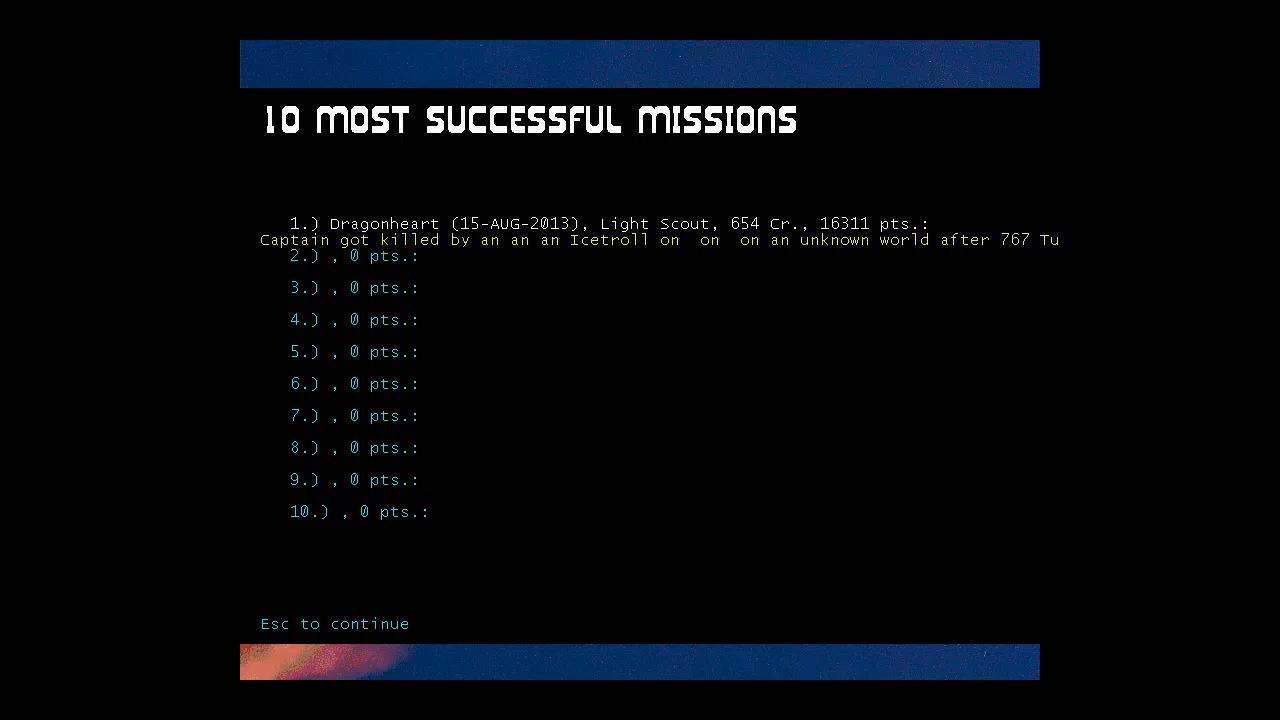 10 MOST SUCCESSFUL MISSIONS
1.) Dragonheart (15-AUG-2013), Light Scout, 654 Cr., 16311 pts.:
Captain got killed by an an an Icetroll on  on  on an unknown world after 767 Tu
2.) , 0 pts.:
3.) , 0 pts.:
4.) , 0 pts.:
5.) , 0 pts.:
6.) , 0 pts.:
7.) , 0 pts.:
8.) , 0 pts.:
9.) , 0 pts.:
10.) , 0 pts.:
Esc to continue